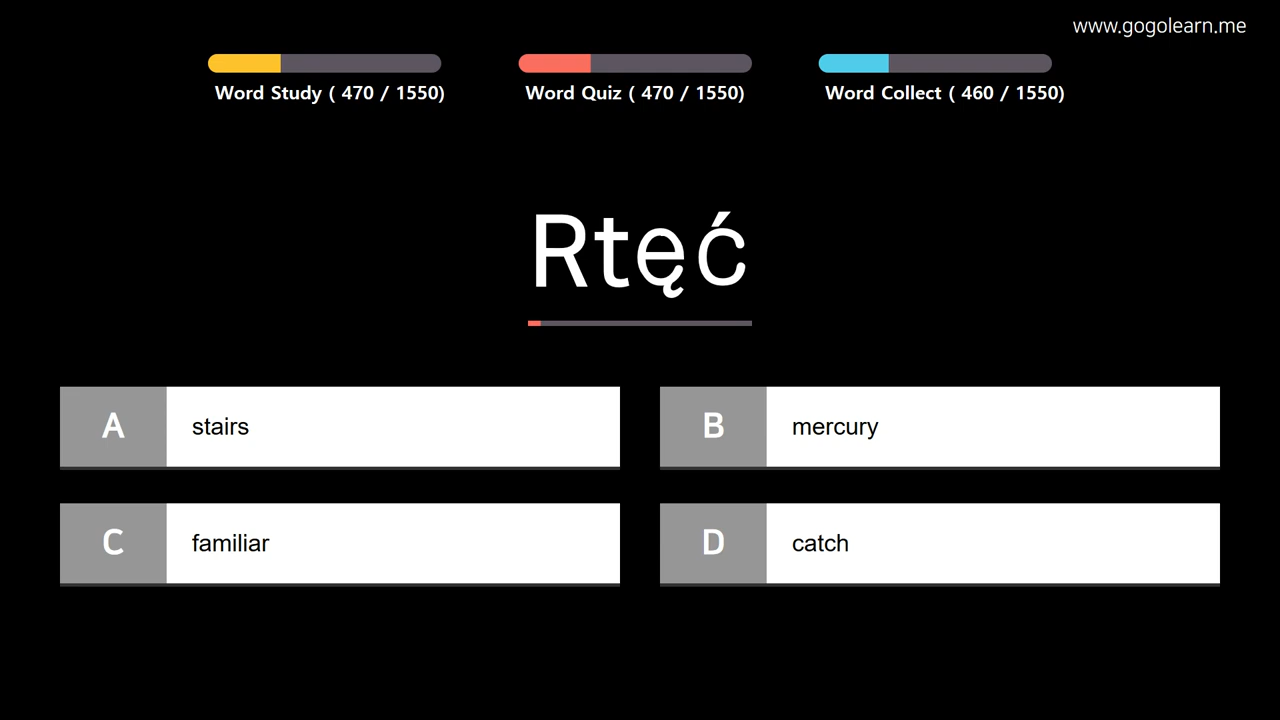 www.gogolearn.me
Word Study ( 470 / 1550)
Word Quiz ( 470 / 1550)
Word Collect ( 460 / 1550)
Rtęć
A stairs
B mercury
C familiar
D catch